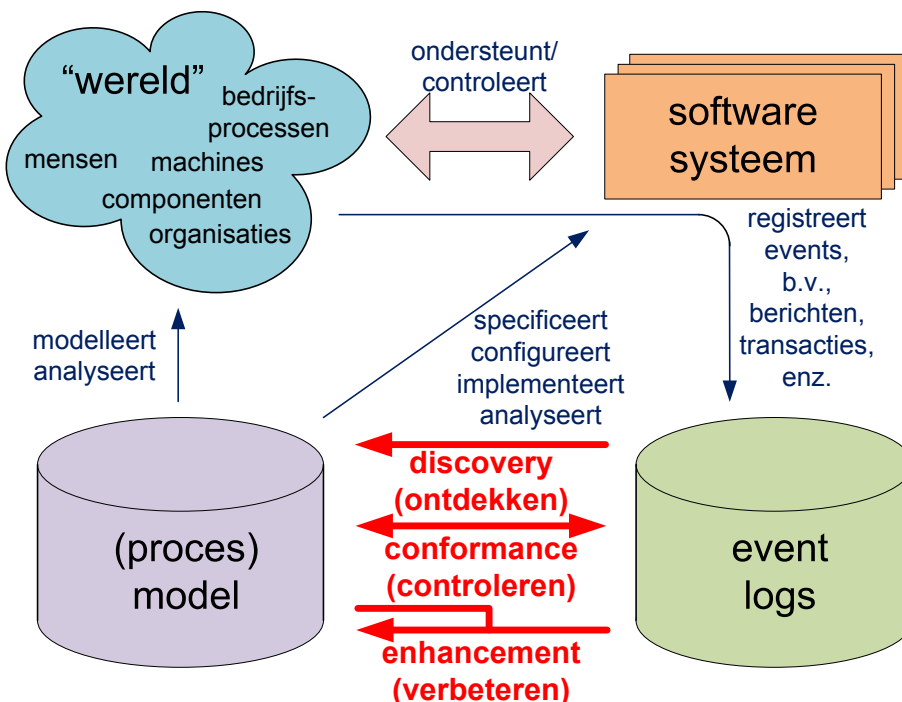 “wereld”
bedrijfs-
processen
mensen
machines
componenten
organisaties
ondersteunt/
controleert
software
systeem
registreert
events,
b.v.,
berichten,
transacties,
enz.
modelleert
analyseert
specificeert
configureert
implementeert
analyseert
discovery
(ontdekken)
conformance
(controleren)
enhancement
(verbeteren)
(proces)
model
event
logs